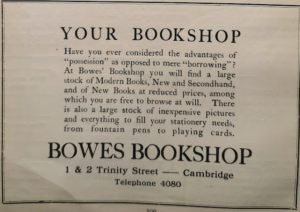 YOUR BOOKSHOP
Have you ever considered the advantages of
"possession" as opposed to mere "borrowing"?
At Bowes' Bookshop you will find a large
stock of Modern Books, New and Secondhand,
and of New Books at reduced prices, among
which you are free to browse at will. There
is also a large stock of inexpensive pictures
and everything to fill your stationery needs,
from fountain pens to playing cards.
BOWES BOOKSHOP
1 & 2 Trinity Street — Cambridge
Telephone 4080